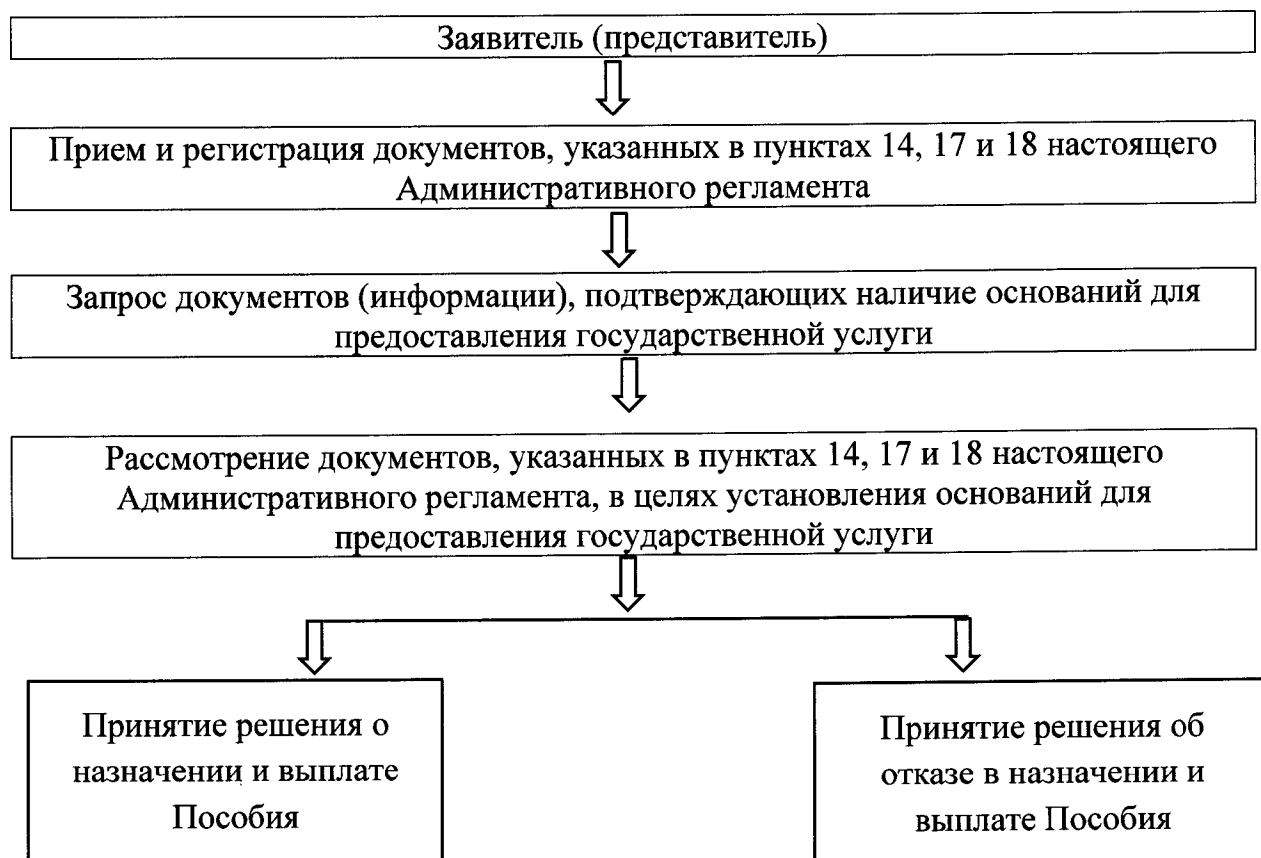 Заявитель (представитель)
Прием и регистрация документов, указанных в пунктах 14, 17 и 18 настоящего
Административного регламента
Запрос документов (информации), подтверждающих наличие оснований для
предоставления государственной услуги
Рассмотрение документов, указанных в пунктах 14, 17 и 18 настоящего
Административного регламента, в целях установления оснований для
предоставления государственной услуги
Принятие решения о
назначении и выплате
Пособия
Принятие решения об
отказе в назначении и
выплате Пособия